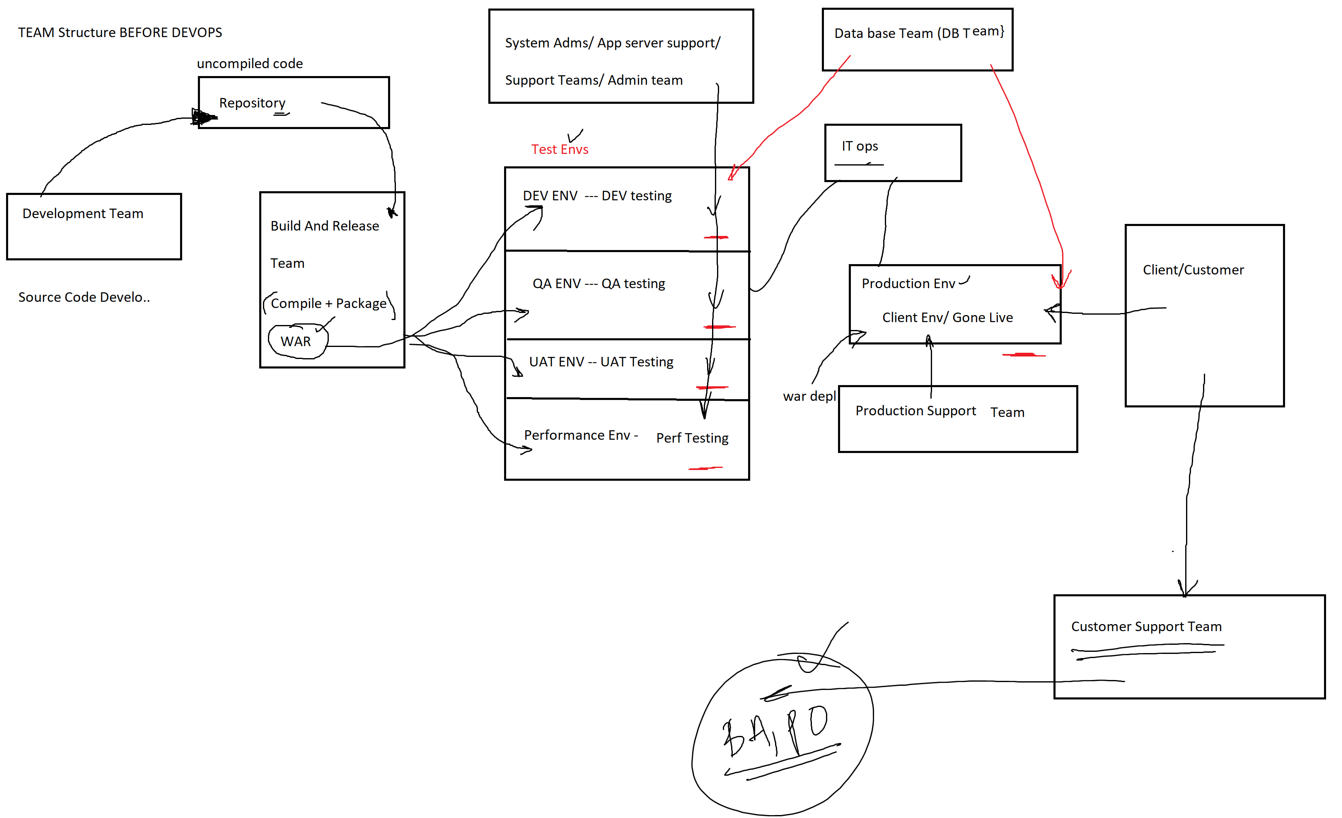 TEAM Structure BEFORE DEVOPS
uncompiled code
Repository
Development Team
Source Code Develo..
Build And Release
Team
(Compile + Package)
WAR
System Adms/ App server support/
Support Teams/ Admin team
Test Envs
DEV ENV --- DEV testing
QA ENV --- QA testing
UAT ENV -- UAT Testing
Performance Env - Perf Testing
Data base Team (DB Team}
IT ops
Production Env
Client Env/ Gone Live
war depl
Production Support Team
Client/Customer
Customer Support Team
BA, PO